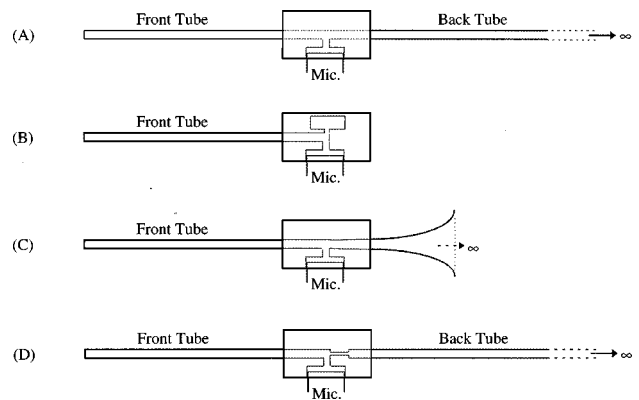 (A) Front Tube Back Tube
∞
Mic.
(B) Front Tube
Mic.
(C) Front Tube
∞
Mic.
(D) Front Tube Back Tube
∞
Mic.